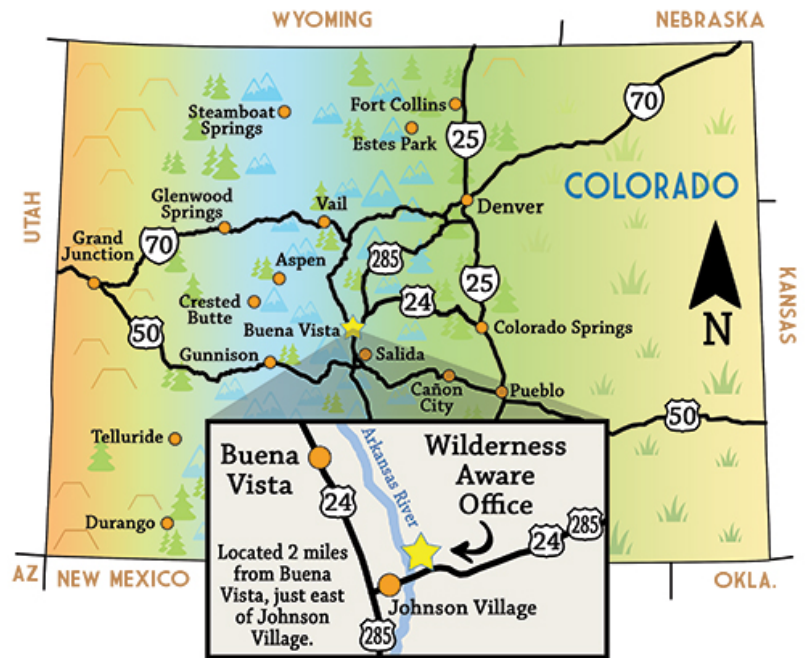 WYOMING
NEBRASKA
Steamboat
Springs
Fort Collins
Estes Park
25
70
COLORADO
UTAH
Glenwood
Springs
Vail
Denver
Grand
Junction
70
285
Aspen
25
KANSAS
Crested
Butte
24
N
50
Buena Vista
Colorado Springs
Gunnison
Salida
Cañon
City
Pueblo
50
Telluride
Durango
AZ
NEW MEXICO
OKLA.
Buena
Vista
24
Arkansas River
Wilderness
Aware
Office
Located 2 miles
from Buena
Vista, just east
of Johnson
Village.
24
285
Johnson Village
285